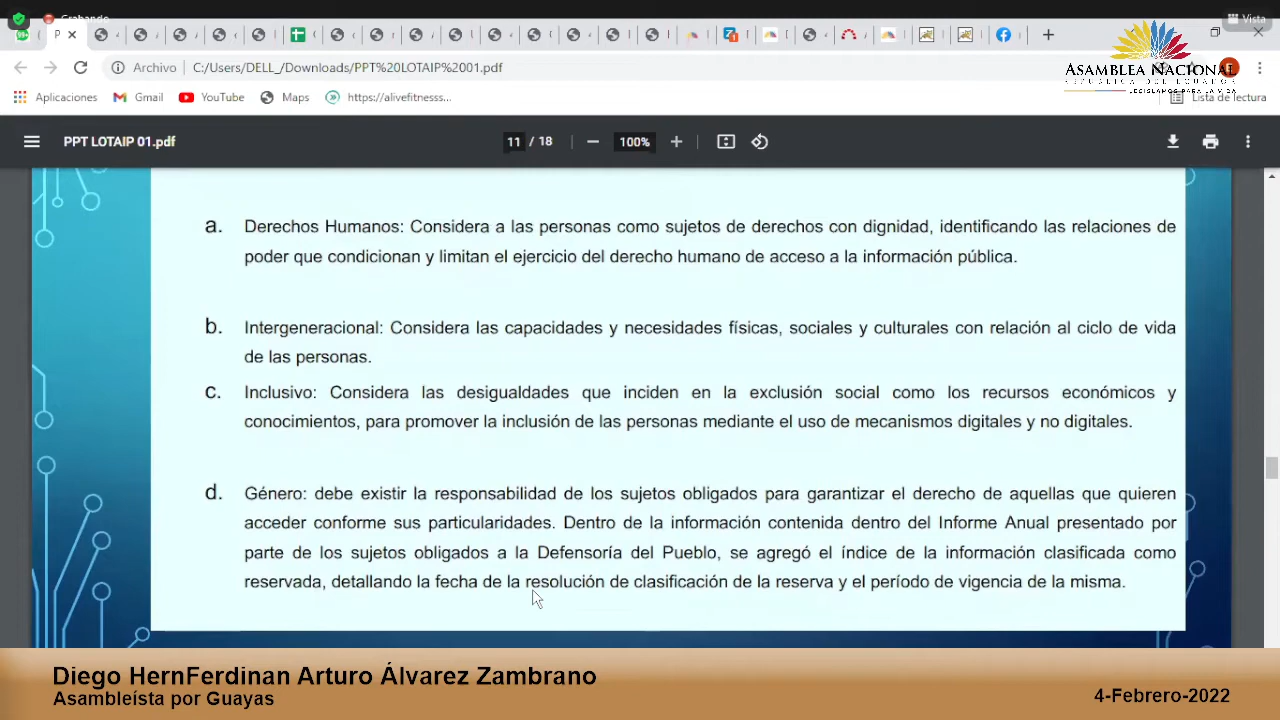 Grabando
Vista
Archivo
C:/Users/DELL_/Downloads/PPT%20LOTAIP%2001.pdf
ASAMBLEA NACIONAL
REPÚBLICA DEL ECUADOR
LEGISLAMOS PARA LA VIDA
Aplicaciones
Gmail
YouTube
Maps
https://alivefitnesss...
Lista de lectura
PPT LOTAIP 01.pdf
11 / 18
100%
a. Derechos Humanos: Considera a las personas como sujetos de derechos con dignidad, identificando las relaciones de
poder que condicionan y limitan el ejercicio del derecho humano de acceso a la información pública.
b. Intergeneracional: Considera las capacidades y necesidades físicas, sociales y culturales con relación al ciclo de vida
de las personas.
c. Inclusivo: Considera las desigualdades que inciden en la exclusión social como los recursos económicos y
conocimientos, para promover la inclusión de las personas mediante el uso de mecanismos digitales y no digitales.
d. Género: debe existir la responsabilidad de los sujetos obligados para garantizar el derecho de aquellas que quieren
acceder conforme sus particularidades. Dentro de la información contenida dentro del Informe Anual presentado por
parte de los sujetos obligados a la Defensoría del Pueblo, se agregó el índice de la información clasificada como
reservada, detallando la fecha de la resolución de clasificación de la reserva y el período de vigencia de la misma.
Diego HernFerdinan Arturo Álvarez Zambrano
Asambleísta por Guayas
4-Febrero-2022